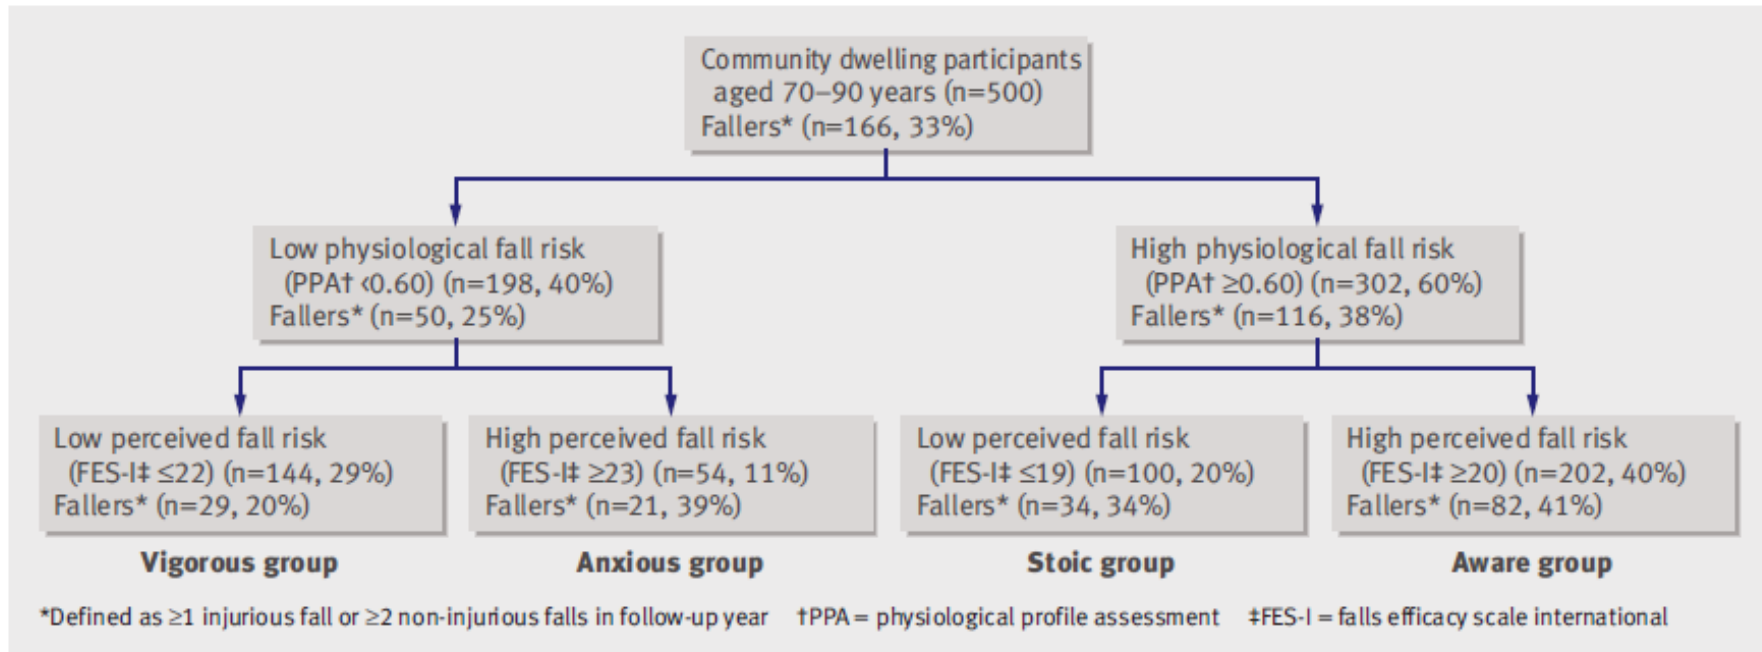 Community dwelling participants
aged 70–90 years (n=500)
Fallers* (n=166, 33%)
Low physiological fall risk
(PPA† <0.60) (n=198, 40%)
Fallers* (n=50, 25%)
High physiological fall risk
(PPA† ≥0.60) (n=302, 60%)
Fallers* (n=116, 38%)
Low perceived fall risk
(FES-I‡ ≤22) (n=144, 29%)
Fallers* (n=29, 20%)
Vigorous group
High perceived fall risk
(FES-I‡ ≥23) (n=54, 11%)
Fallers* (n=21, 39%)
Anxious group
Low perceived fall risk
(FES-I‡ ≤19) (n=100, 20%)
Fallers* (n=34, 34%)
Stoic group
High perceived fall risk
(FES-I‡ ≥20) (n=202, 40%)
Fallers* (n=82, 41%)
Aware group
*Defined as ≥1 injurious fall or ≥2 non-injurious falls in follow-up year †PPA = physiological profile assessment ‡FES-I = falls efficacy scale international